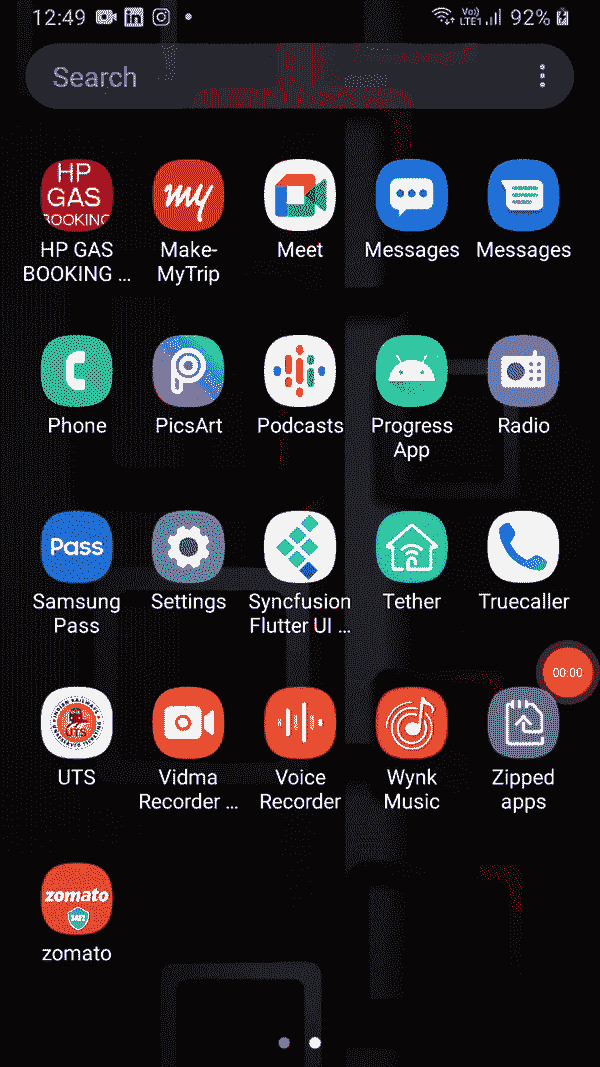 12:49 Vo)) LTE1 92%
Search
HP
GAS
BOOKING
my
HP GAS
BOOKING ...
Make-
MyTrip
Meet
Messages
Messages
Phone
PicsArt
Podcasts
Progress
App
Radio
Pass
Samsung
Pass
Settings
Syncfusion
Flutter UI ...
Tether
Truecaller
00:00
UTS
UTS
Vidma
Recorder ...
Voice
Recorder
Wynk
Music
Zipped
apps
zomato
zomato